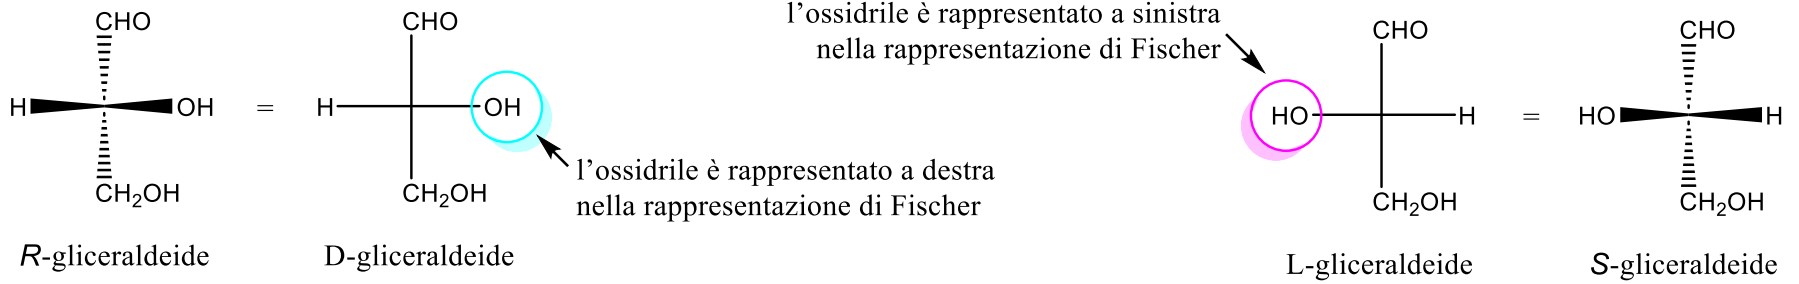 CHO
H
OH
CH2OH
R-gliceraldeide
=
CHO
H
OH
CH2OH
D-gliceraldeide
l'ossidrile è rappresentato a destra
nella rappresentazione di Fischer
l'ossidrile è rappresentato a sinistra
nella rappresentazione di Fischer
CHO
HO
H
CH2OH
L-gliceraldeide
=
CHO
HO
H
CH2OH
S-gliceraldeide